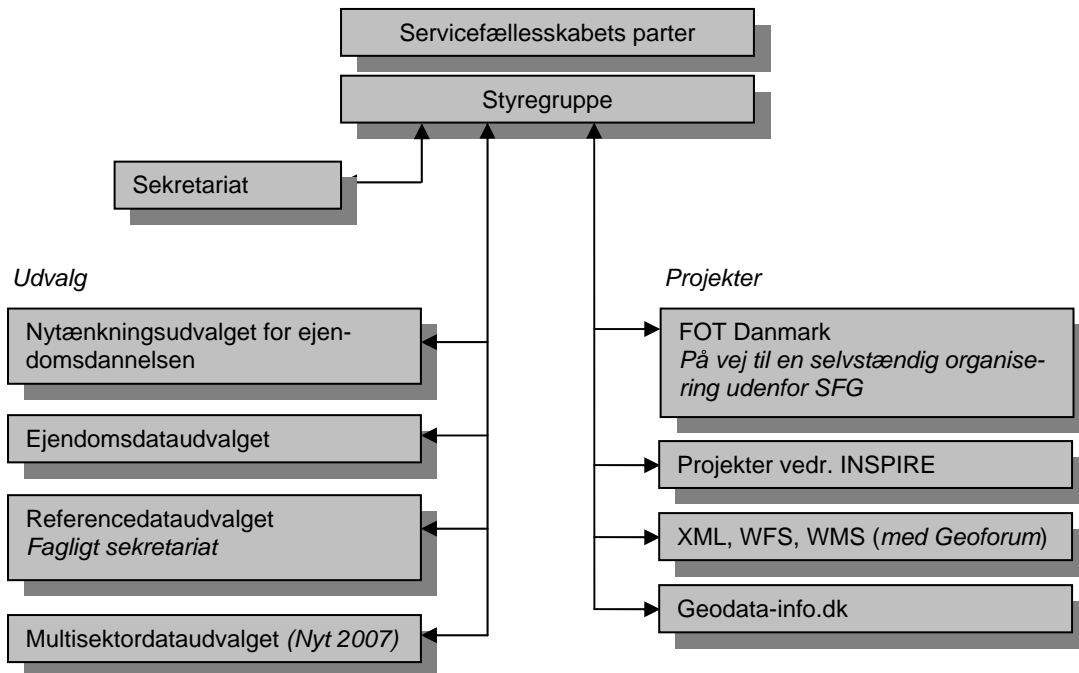 Servicefællesskabets parter
Styregruppe
Sekretariat
Udvalg
Nytænkningsudvalget for ejen-
domsdannelsen
Ejendomsdataudvalget
Referencedataudvalget
Fagligt sekretariat
Multisektordataudvalget (Nyt 2007)
Projekter
FOT Danmark
På vej til en selvstændig organise-
ring udenfor SFG
Projekter vedr. INSPIRE
XML, WFS, WMS (med Geoforum)
Geodata-info.dk